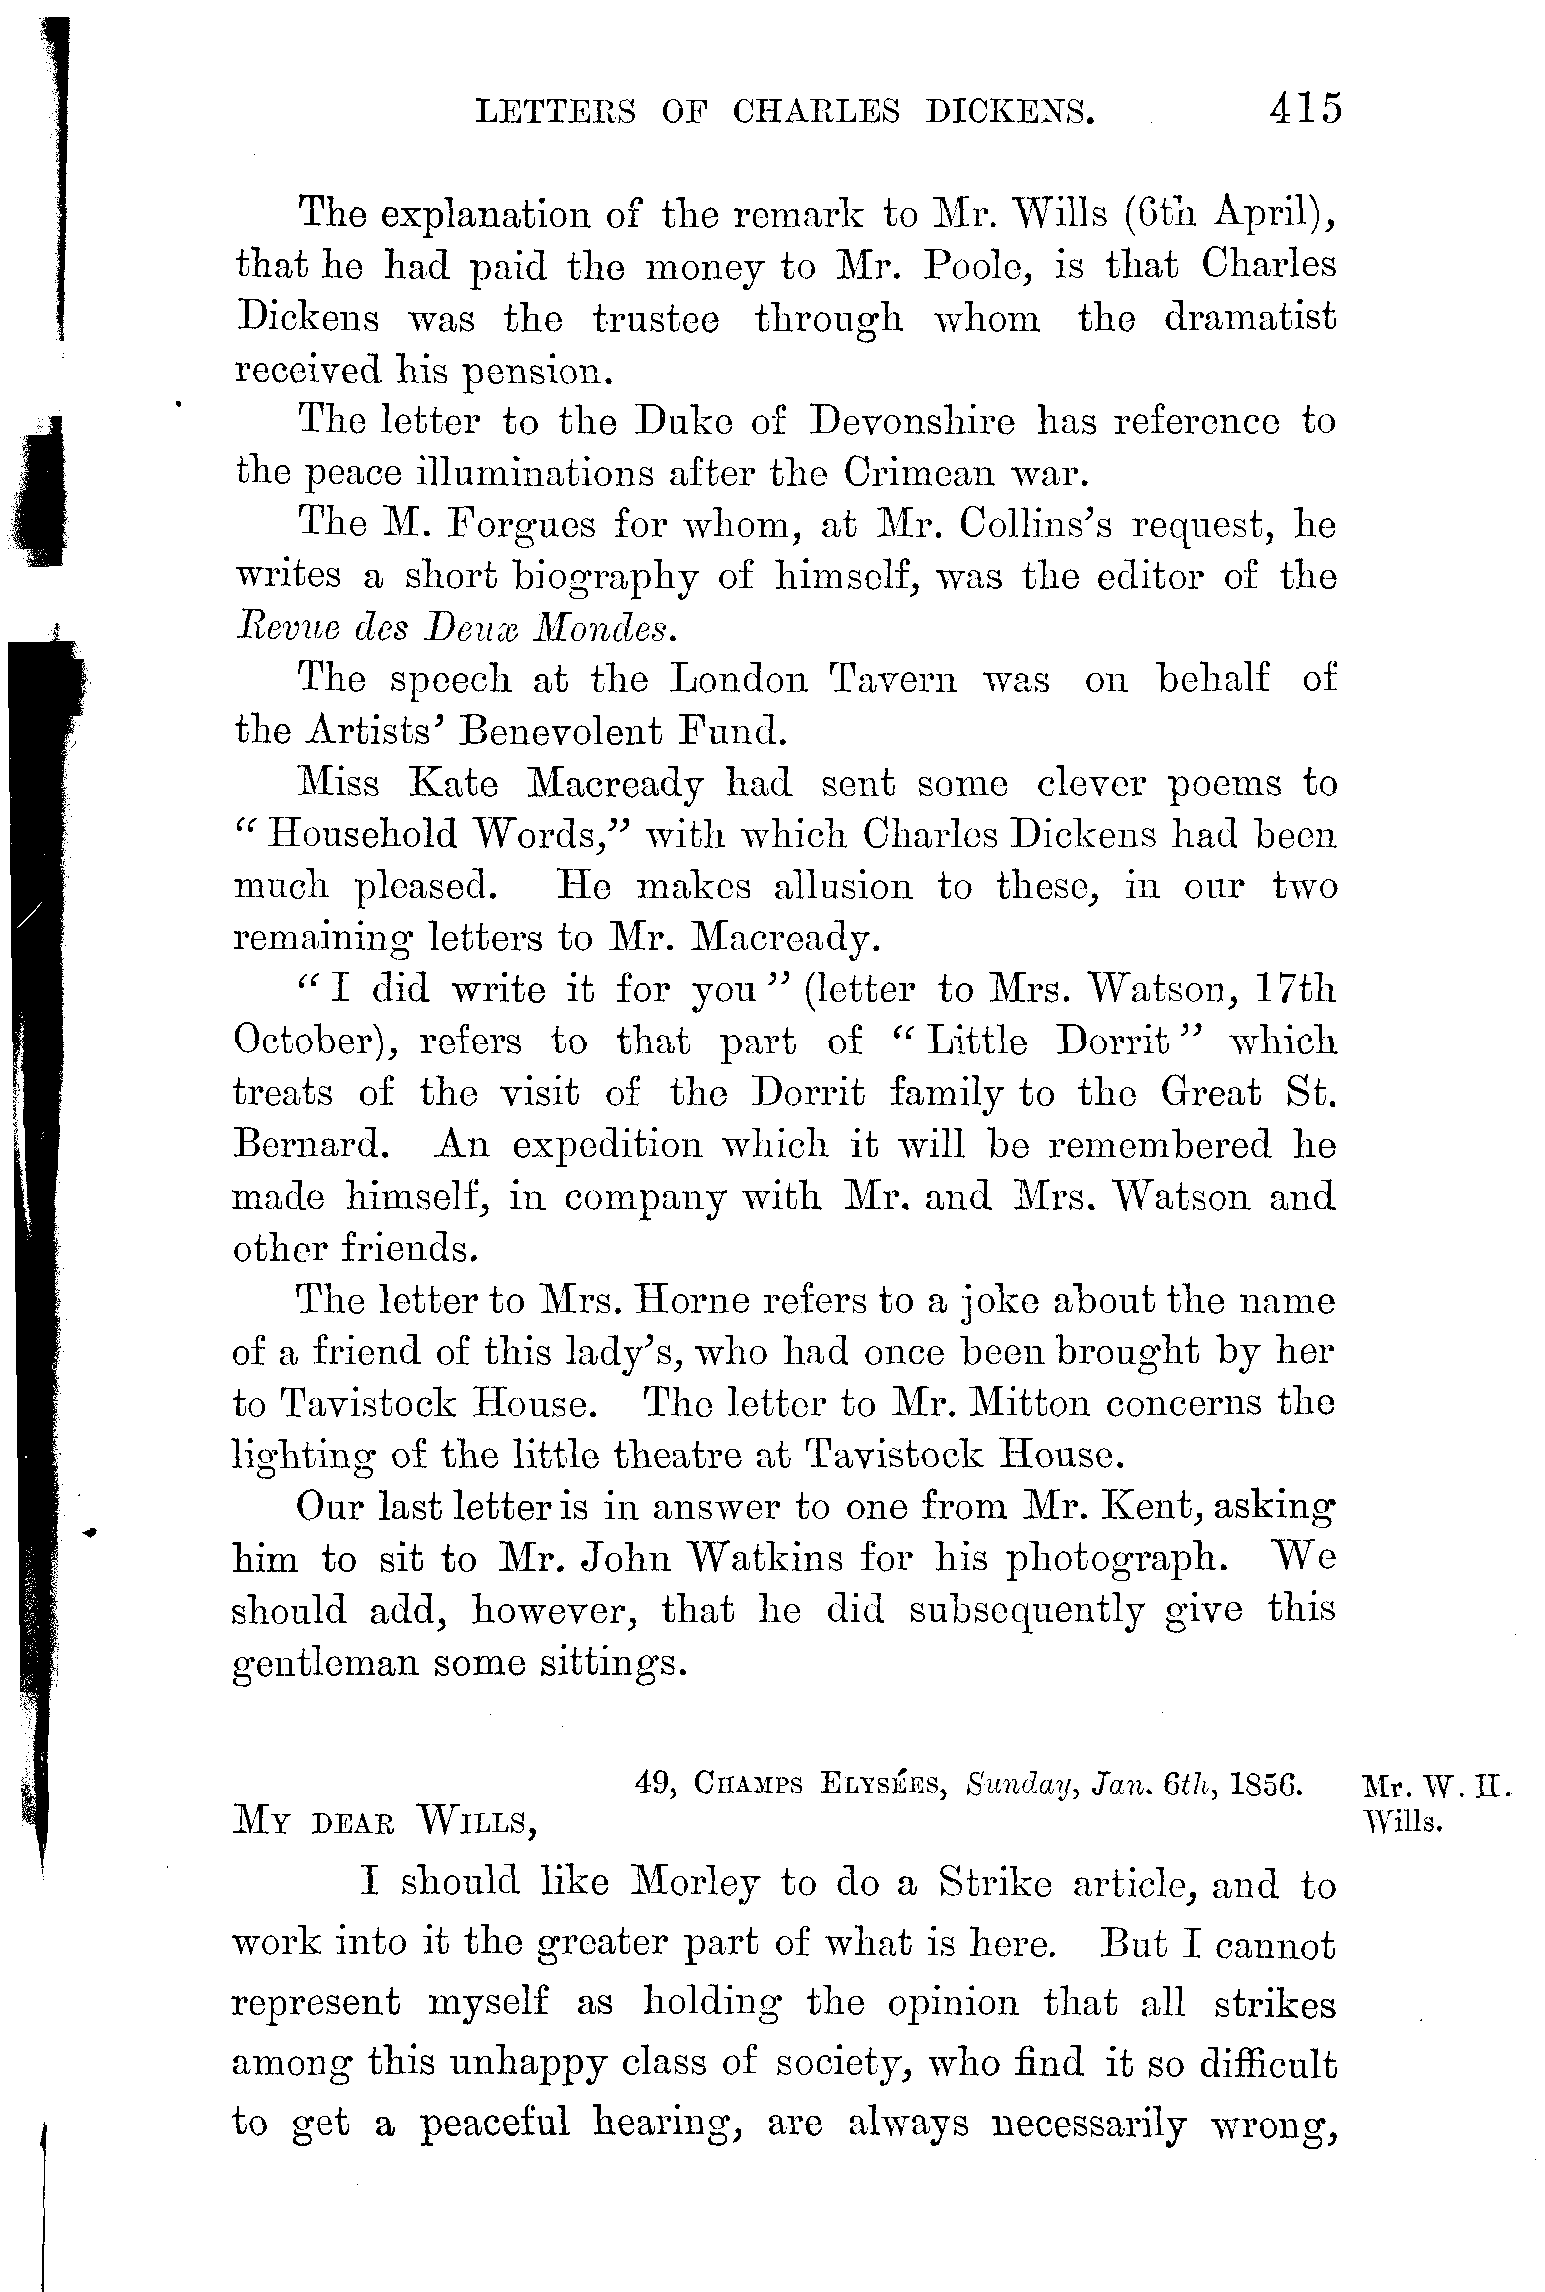 LETTERS OF CHARLES DICKENS. 415
The explanation of the remark to Mr. Wills (6th April),
that he had paid the money to Mr. Poole, is that Charles
Dickens was the trustee through whom the dramatist
received his pension.
The letter to the Duke of Devonshire has reference to
the peace illuminations after the Crimean war.
The M. Forgues for whom, at Mr. Collins's request, he
writes a short biography of himself, was the editor of the
Revue des Deux Mondes.
The speech at the London Tavern was on behalf of
the Artists' Benevolent Fund.
Miss Kate Macready had sent some clever poems to
"Household Words," with which Charles Dickens had been
much pleased. He makes allusion to these, in our two
remaining letters to Mr. Macready.
"I did write it for you" (letter to Mrs. Watson, 17th
October), refers to that part of "Little Dorrit" which
treats of the visit of the Dorrit family to the Great St.
Bernard. An expedition which it will be remembered he
made himself, in company with Mr. and Mrs. Watson and
other friends.
The letter to Mrs. Horne refers to a joke about the name
of a friend of this lady's, who had once been brought by her
to Tavistock House. The letter to Mr. Mitton concerns the
lighting of the little theatre at Tavistock House.
Our last letter is in answer to one from Mr. Kent, asking
him to sit to Mr. John Watkins for his photograph. We
should add, however, that he did subsequently give this
gentleman some sittings.
49, CHAMPS ELYSÉES, Sunday, Jan. 6th, 1856. Mr. W. H.
MY DEAR WILLS, Wills.
I should like Morley to do a Strike article, and to
work into it the greater part of what is here. But I cannot
represent myself as holding the opinion that all strikes
among this unhappy class of society, who find it so difficult
to get a peaceful hearing, are always necessarily wrong,